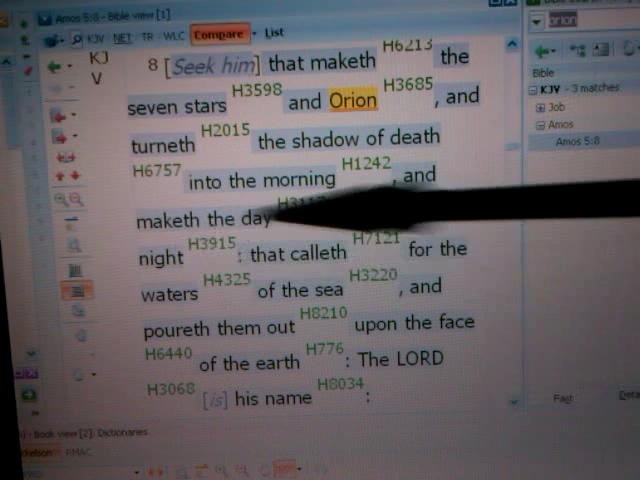 Amos 5:8 - Bible view [1]
KJV NET TR WLC Compare List
KJV
8 [Seek him] that maketh H6213 the
seven stars H3598 and Orion H3685 , and
turneth H2015 the shadow of death
H6757 into the morning H1242 , and
maketh the day
night H3915 : that calleth H7121 for the
waters H4325 of the sea H3220 , and
poureth them out H8210 upon the face
H6440 of the earth H776 : The LORD
H3068 [is] his name H8034 :
Book view [2]: Dictionaries
RMAC
orion
Bible
KJV - 3 matches
Job
Amos
Amos 5:8
Fast